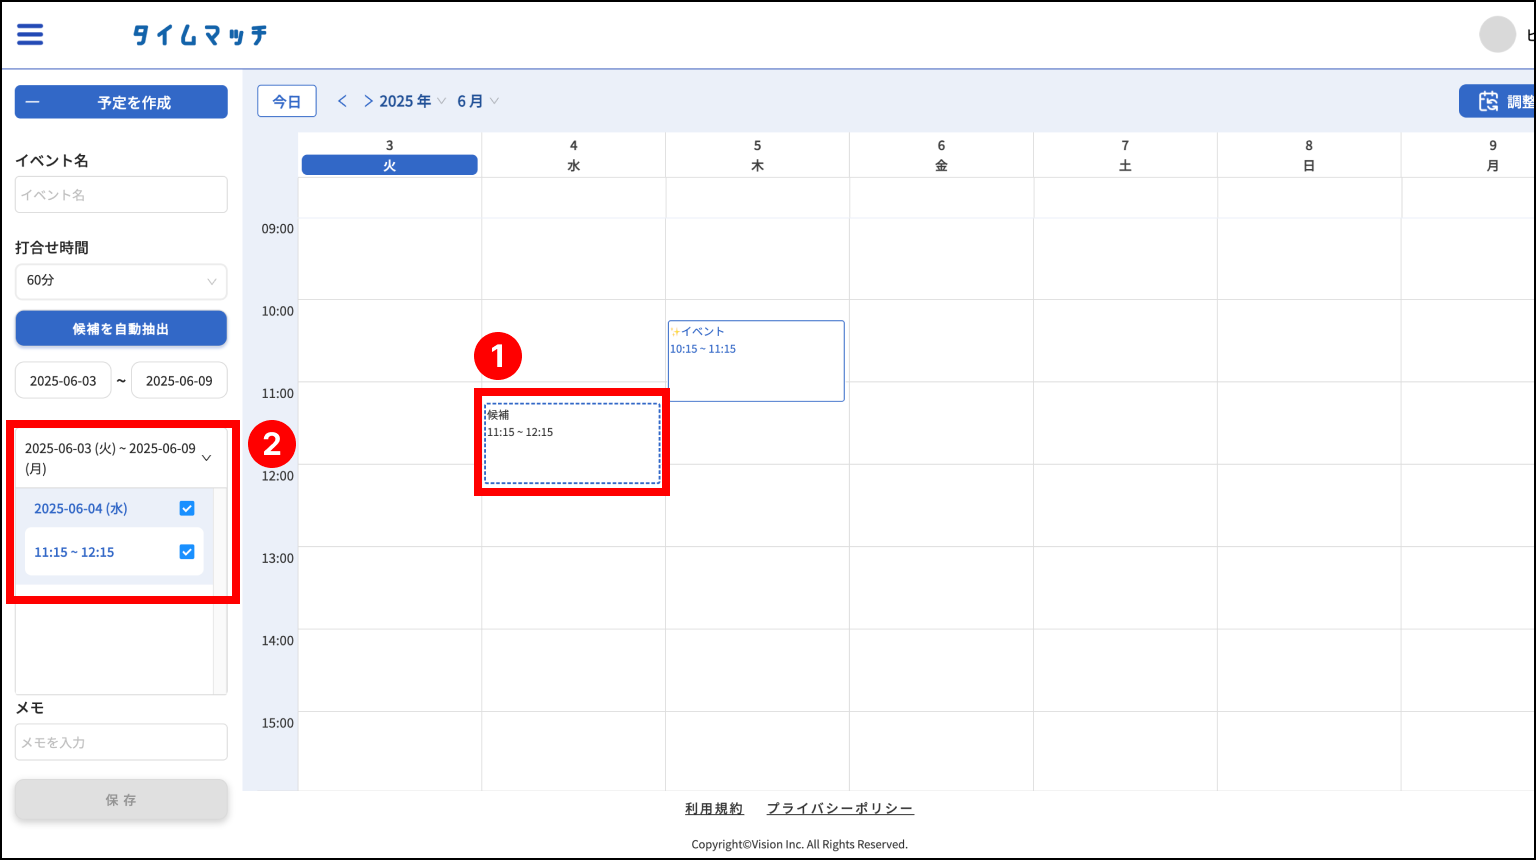 タイムマッチ
ヒ
予定を作成
今日
2025 年
6 月
調整
3
火
4
水
5
木
6
金
7
土
8
日
9
月
イベント名
イベント名
打合せ時間
60分
候補を自動抽出
2025-06-03
~
2025-06-09
2025-06-03 (火) ~ 2025-06-09
(月)
2025-06-04 (水)
11:15 ~ 12:15
2
メモ
メモを入力
保存
09:00
10:00
11:00
12:00
13:00
14:00
15:00
✨イベント
10:15 ~ 11:15
1
候補
11:15 ~ 12:15
利用規約
プライバシーポリシー
Copyright©Vision Inc. All Rights Reserved.